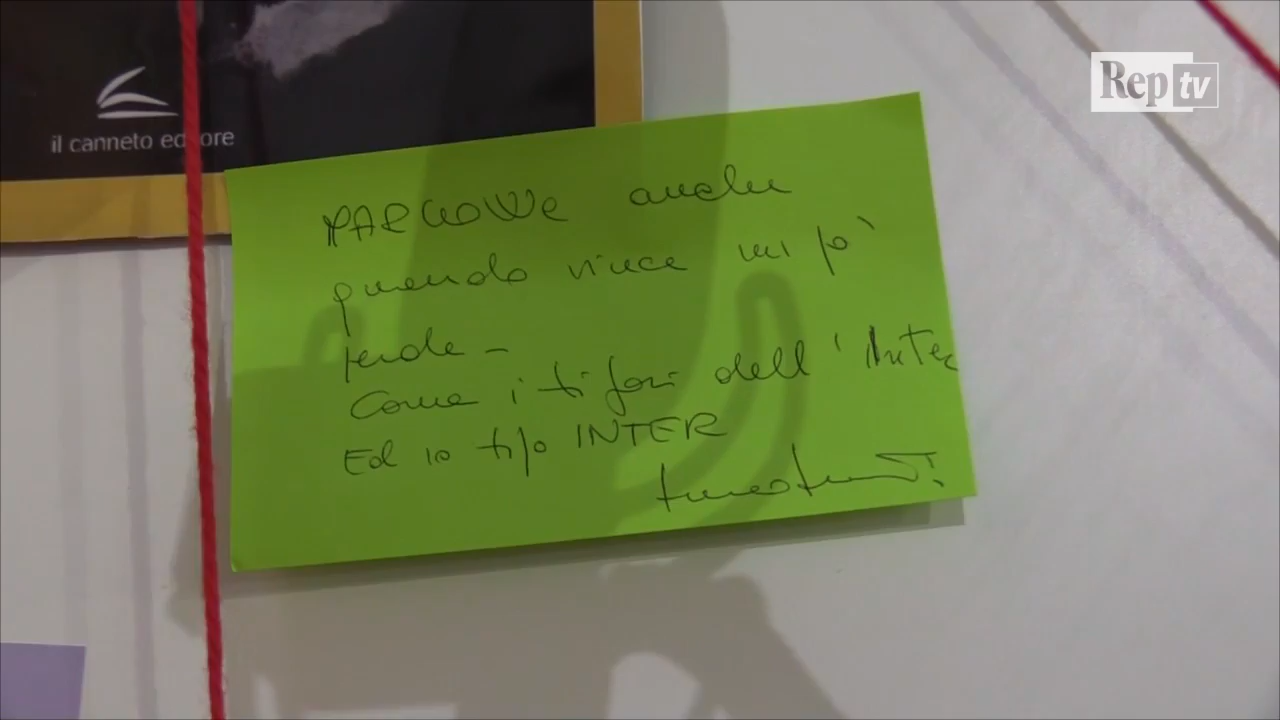 Rep tv
il canneto editore
MARLOWE anche
quando vince un po'
perde -
Come i tifosi dell' Inter
Ed io tifo INTER